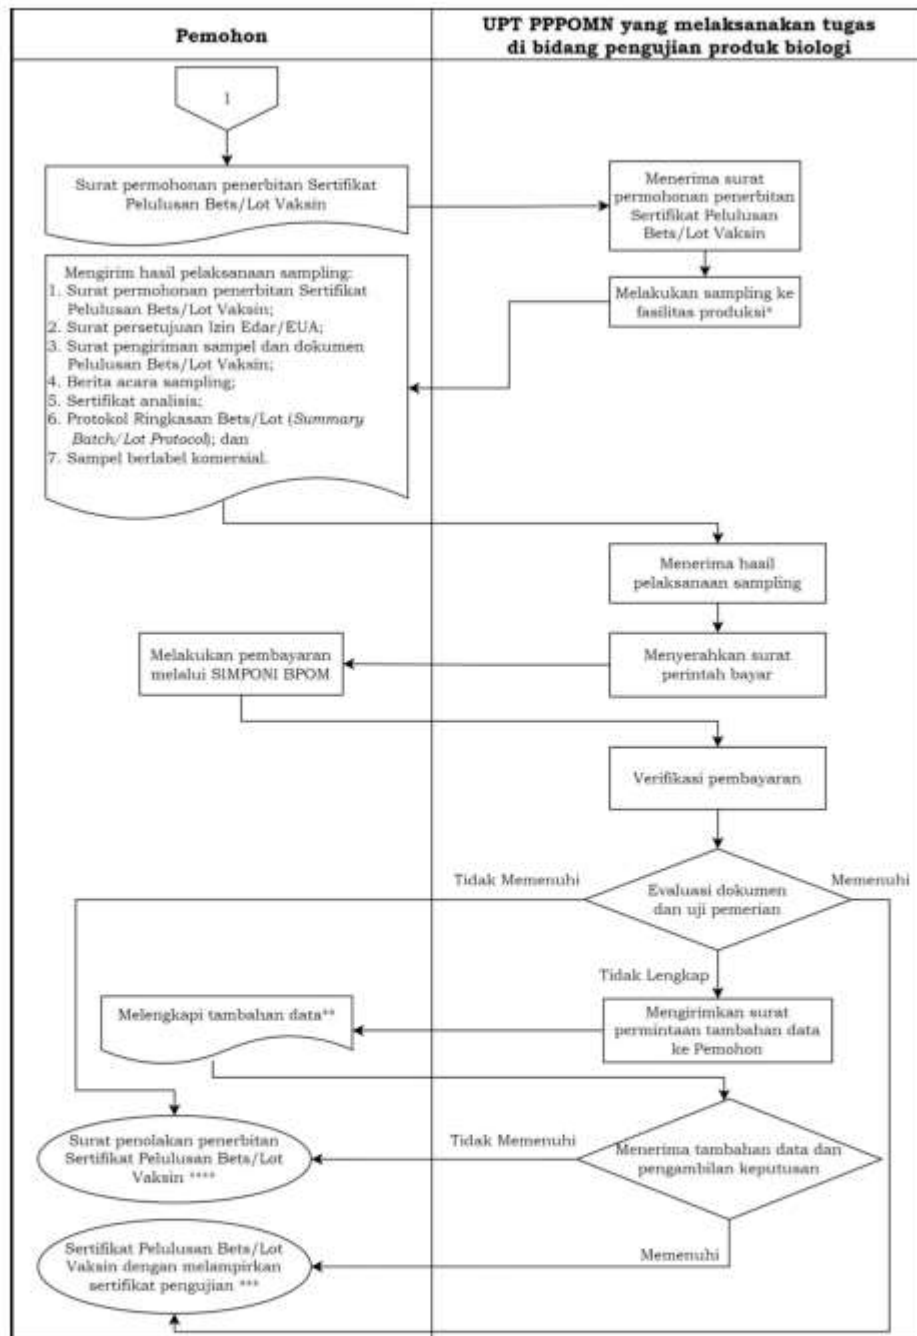 Pemohon
UPT PPPOMN yang melaksanakan tugas
di bidang pengujian produk biologi
1
Surat permohonan penerbitan Sertifikat
Pelulusan Bets/Lot Vaksin
Menerima surat
permohonan penerbitan
Sertifikat Pelulusan
Bets/Lot Vaksin
Melakukan sampling ke
fasilitas produksi*
Mengirim hasil pelaksanaan sampling:
1. Surat permohonan penerbitan Sertifikat
Pelulusan Bets/Lot Vaksin;
2. Surat persetujuan Izin Edar/EUA;
3. Surat pengiriman sampel dan dokumen
Pelulusan Bets/Lot Vaksin;
4. Berita acara sampling;
5. Sertifikat analisis;
6. Protokol Ringkasan Bets/Lot (Summary
Batch/Lot Protocol); dan
7. Sampel berlabel komersial.
Menerima hasil
pelaksanaan sampling
Menyerahkan surat
perintah bayar
Melakukan pembayaran
melalui SIMPONI BPOM
Verifikasi pembayaran
Tidak Memenuhi
Evaluasi dokumen
dan uji pemerian
Memenuhi
Tidak Lengkap
Mengirimkan surat
permintaan tambahan data
ke Pemohon
Melengkapi tambahan data**
Menerima tambahan data dan
pengambilan keputusan
Tidak Memenuhi
Surat penolakan penerbitan
Sertifikat Pelulusan Bets/Lot
Vaksin ****
Memenuhi
Sertifikat Pelulusan Bets/Lot
Vaksin dengan melampirkan
sertifikat pengujian ***